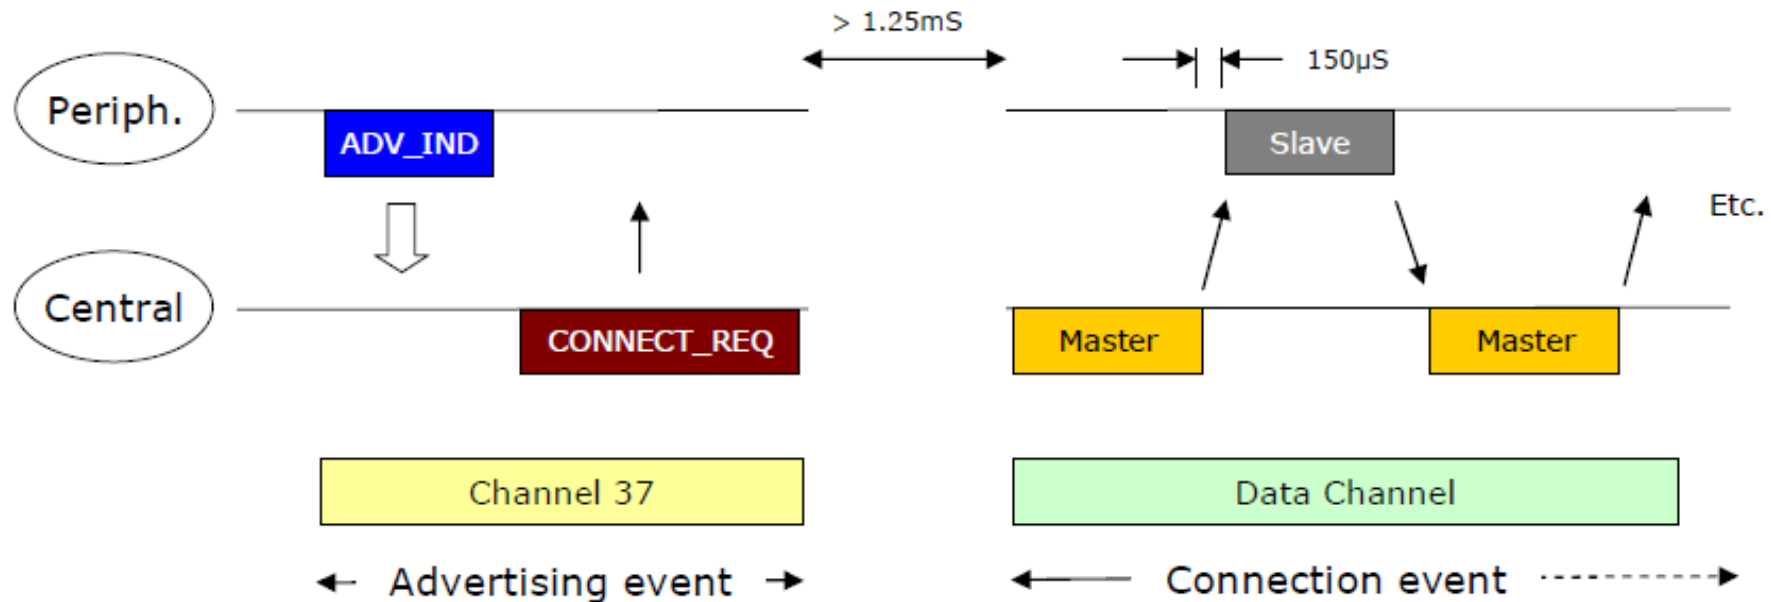 > 1.25mS
150µS
Periph.
ADV_IND
Slave
Etc.
Central
CONNECT_REQ
Master
Master
Channel 37
Data Channel
Advertising event
Connection event